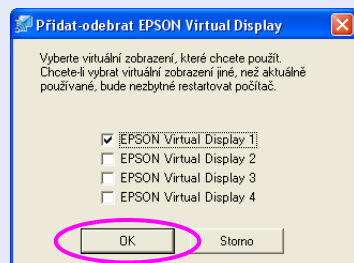 Přidat-odebrat EPSON Virtual Display
Vyberte virtuální zobrazení, které chcete použít.
Chcete-li vybrat virtuální zobrazení jiné, než aktuálně
používané, bude nezbytné restartovat počítač.
EPSON Virtual Display 1
EPSON Virtual Display 2
EPSON Virtual Display 3
EPSON Virtual Display 4
OK Storno